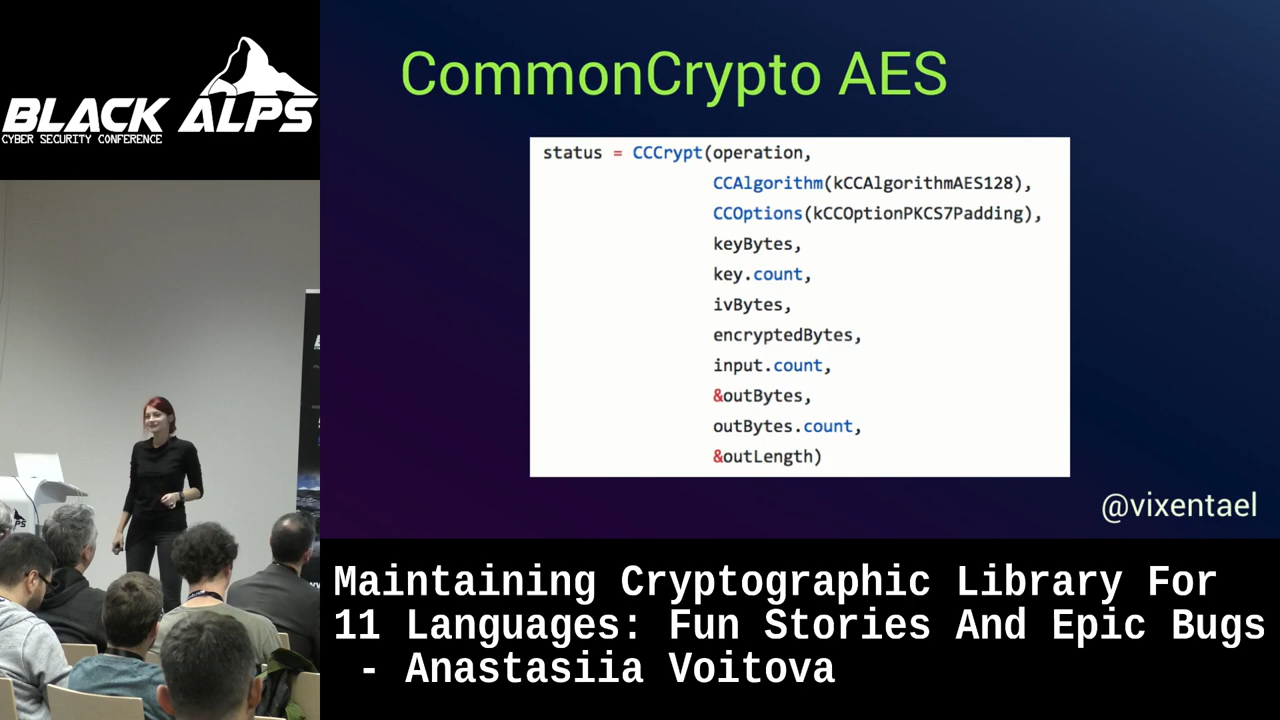 BLACK ALPS
CYBER SECURITY CONFERENCE
CommonCrypto AES
status = CCCrypt(operation,
CCAlgorithm(kCCAlgorithmAES128),
CCOptions(kCCOptionPKCS7Padding),
keyBytes,
key.count,
ivBytes,
encryptedBytes,
input.count,
&outBytes,
outBytes.count,
&outLength)
@vixentael
Maintaining Cryptographic Library For
11 Languages: Fun Stories And Epic Bugs
- Anastasiia Voitova